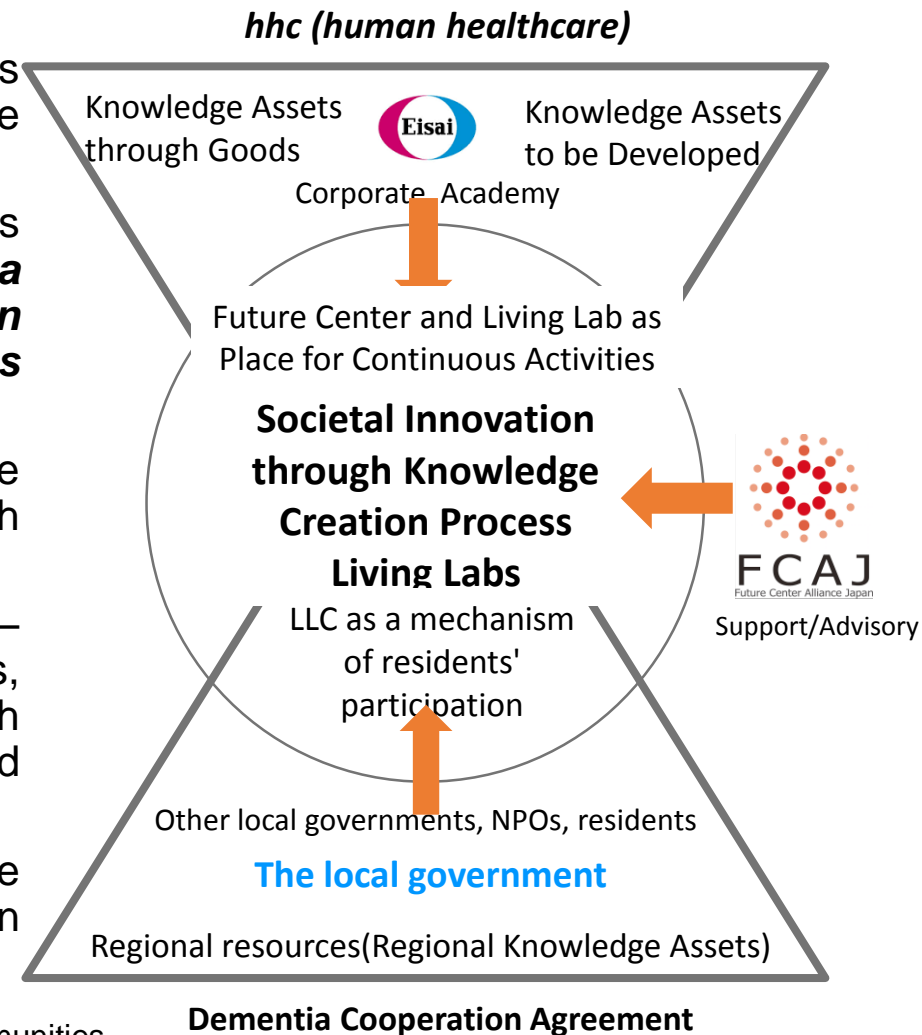 hhc (human healthcare)
s
e
s
a
n
s
e
h
–
s,
h
d
e
n
munities
Knowledge Assets
through Goods
Eisai
Knowledge Assets
to be Developed
Corporate, Academy
Future Center and Living Lab as
Place for Continuous Activities
Societal Innovation
through Knowledge
Creation Process
Living Labs
LLC as a mechanism
of residents'
participation
FCAJ
Future Center Alliance Japan
Support/Advisory
Other local governments, NPOs, residents
The local government
Regional resources(Regional Knowledge Assets)
Dementia Cooperation Agreement